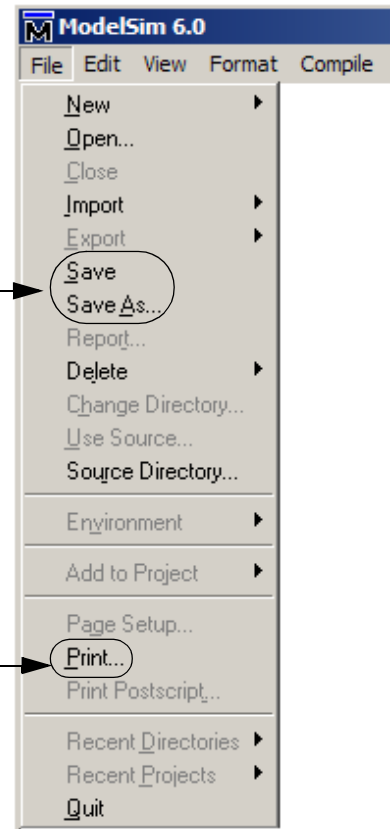 ModelSim 6.0
File Edit View Format Compile
New
Open...
Close
Import
Export
Save
Save As...
Report...
Delete
Change Directory...
Use Source...
Source Directory...
Environment
Add to Project
Page Setup...
Print...
Print Postscript...
Recent Directories
Recent Projects
Quit